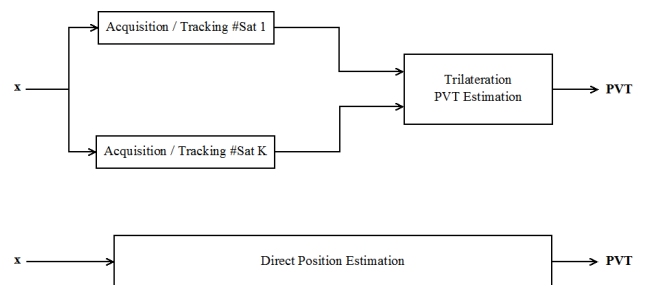 Acquisition / Tracking #Sat 1
x
Trilateration
PVT Estimation
PVT
Acquisition / Tracking #Sat K
x
Direct Position Estimation
PVT